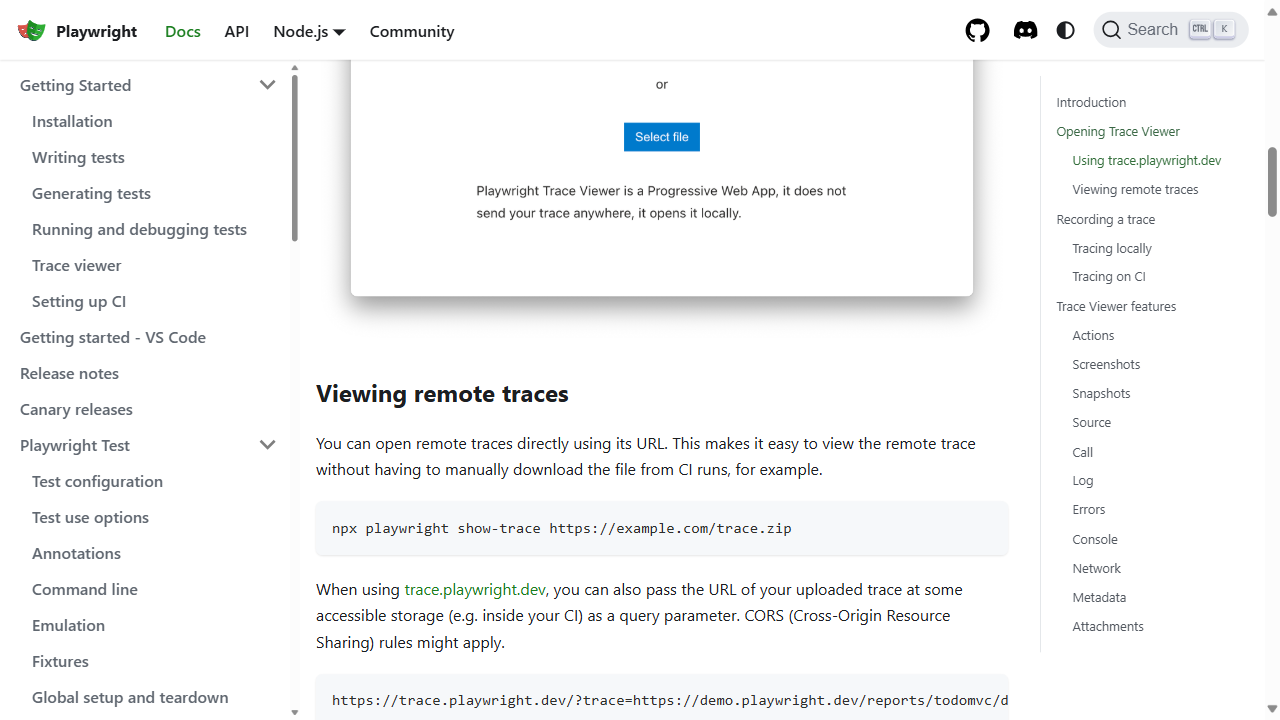 Playwright
Docs
API
Node.js
Community
Search
CTRL
K
Getting Started
Installation
Writing tests
Generating tests
Running and debugging tests
Trace viewer
Setting up CI
Getting started - VS Code
Release notes
Canary releases
Playwright Test
Test configuration
Test use options
Annotations
Command line
Emulation
Fixtures
Global setup and teardown
or
Select file
Playwright Trace Viewer is a Progressive Web App, it does not
send your trace anywhere, it opens it locally.
Viewing remote traces
You can open remote traces directly using its URL. This makes it easy to view the remote trace
without having to manually download the file from CI runs, for example.
npx playwright show-trace https://example.com/trace.zip
When using trace.playwright.dev, you can also pass the URL of your uploaded trace at some
accessible storage (e.g. inside your CI) as a query parameter. CORS (Cross-Origin Resource
Sharing) rules might apply.
https://trace.playwright.dev/?trace=https://demo.playwright.dev/reports/todomvc/d
Introduction
Opening Trace Viewer
Using trace.playwright.dev
Viewing remote traces
Recording a trace
Tracing locally
Tracing on CI
Trace Viewer features
Actions
Screenshots
Snapshots
Source
Call
Log
Errors
Console
Network
Metadata
Attachments